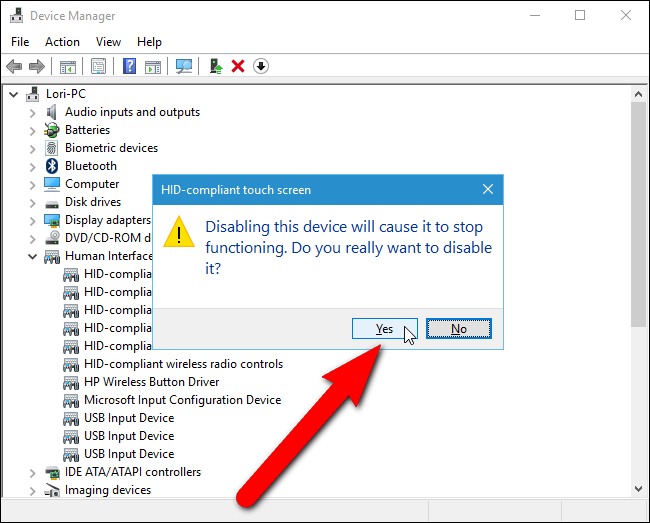 Device Manager
File Action View Help
Lori-PC
Audio inputs and outputs
Batteries
Biometric devices
Bluetooth
Computer
Disk drives
Display adapters
DVD/CD-ROM d
Human Interface
HID-complia
HID-complia
HID-complia
HID-complia
HID-complia
HID-compliant wireless radio controls
HP Wireless Button Driver
Microsoft Input Configuration Device
USB Input Device
USB Input Device
USB Input Device
IDE ATA/ATAPI controllers
Imaging devices
HID-compliant touch screen
Disabling this device will cause it to stop
functioning. Do you really want to disable
it?
Yes No